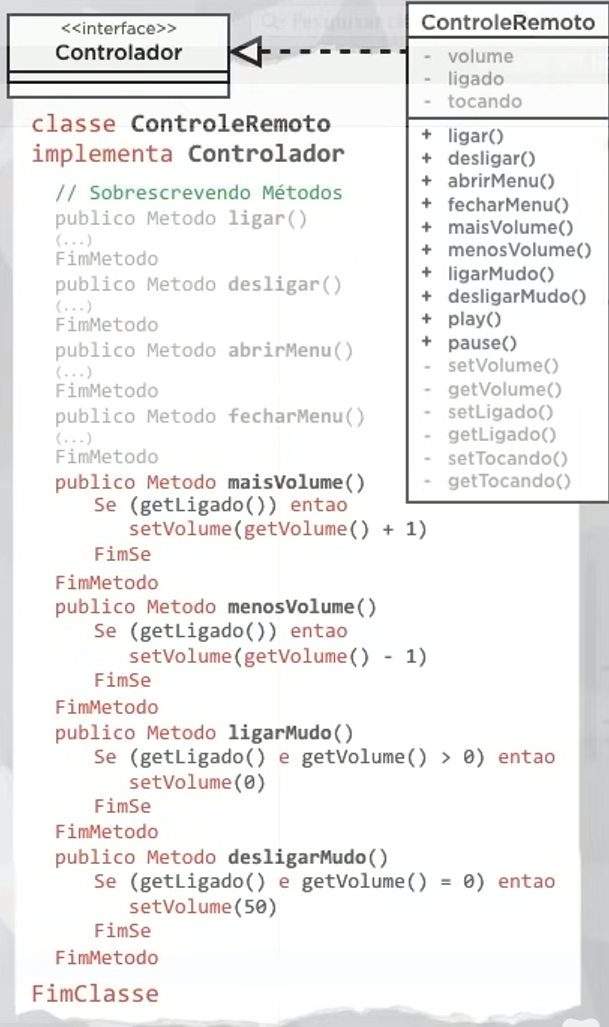 <<interface>>
Controlador
ControleRemoto
- volume
- ligado
- tocando
+ ligar()
+ desligar()
+ abrirMenu()
+ fecharMenu()
+ maisVolume()
+ menosVolume()
+ ligarMudo()
+ desligarMudo()
+ play()
+ pause()
- setVolume()
- getVolume()
- setLigado()
- getLigado()
- setTocando()
- getTocando()
classe ControleRemoto
implementa Controlador
// Sobrescrevendo Métodos
publico Metodo ligar()
(...)
FimMetodo
publico Metodo desligar()
(...)
FimMetodo
publico Metodo abrirMenu()
(...)
FimMetodo
publico Metodo fecharMenu()
(...)
FimMetodo
publico Metodo maisVolume()
Se (getLigado()) entao
setVolume(getVolume() + 1)
FimSe
FimMetodo
publico Metodo menosVolume()
Se (getLigado()) entao
setVolume(getVolume() - 1)
FimSe
FimMetodo
publico Metodo ligarMudo()
Se (getLigado() e getVolume() > 0) entao
setVolume(0)
FimSe
FimMetodo
publico Metodo desligarMudo()
Se (getLigado() e getVolume() = 0) entao
setVolume(50)
FimSe
FimMetodo
FimClasse